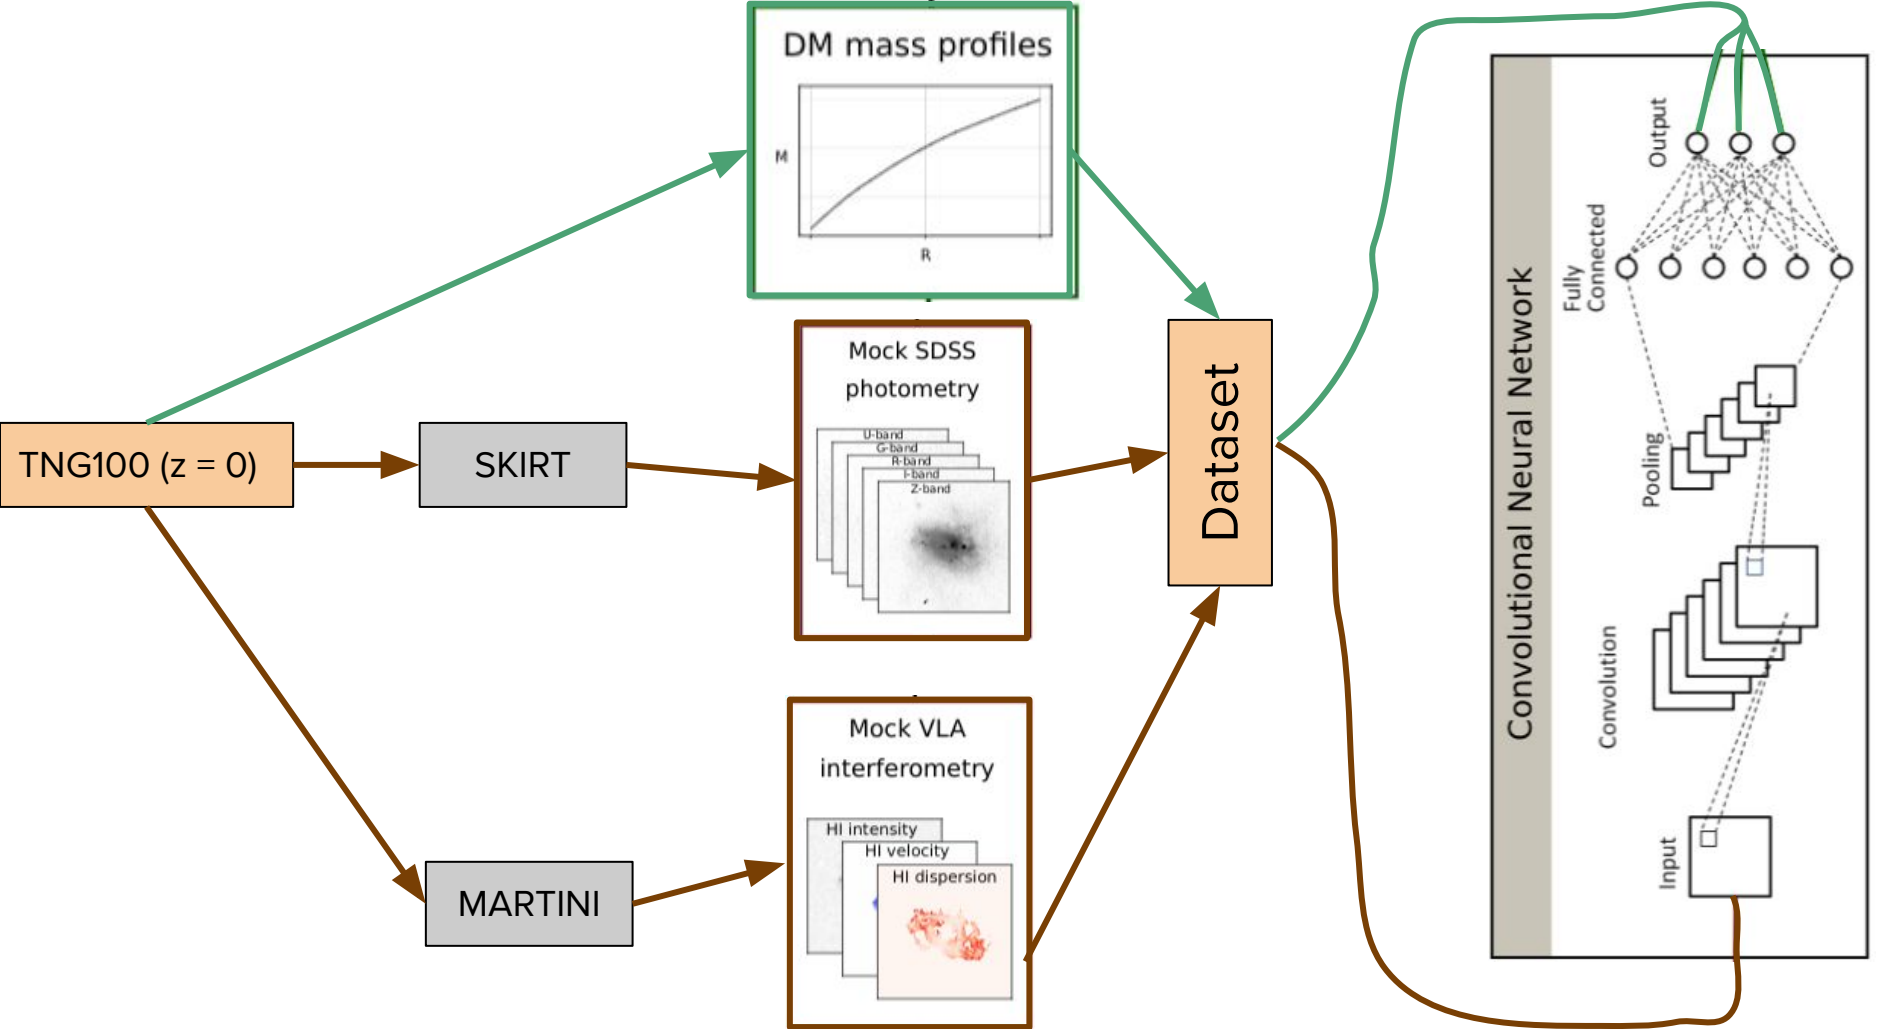 DM mass profiles
M
R
TNG100 (z = 0)
SKIRT
Mock SDSS
photometry
U-band
G-band
R-band
I-band
Z-band
MARTINI
Mock VLA
interferometry
HI intensity
HI velocity
HI dispersion
Dataset
Convolutional Neural Network
Output
Fully
Connected
Pooling
Convolution
Input